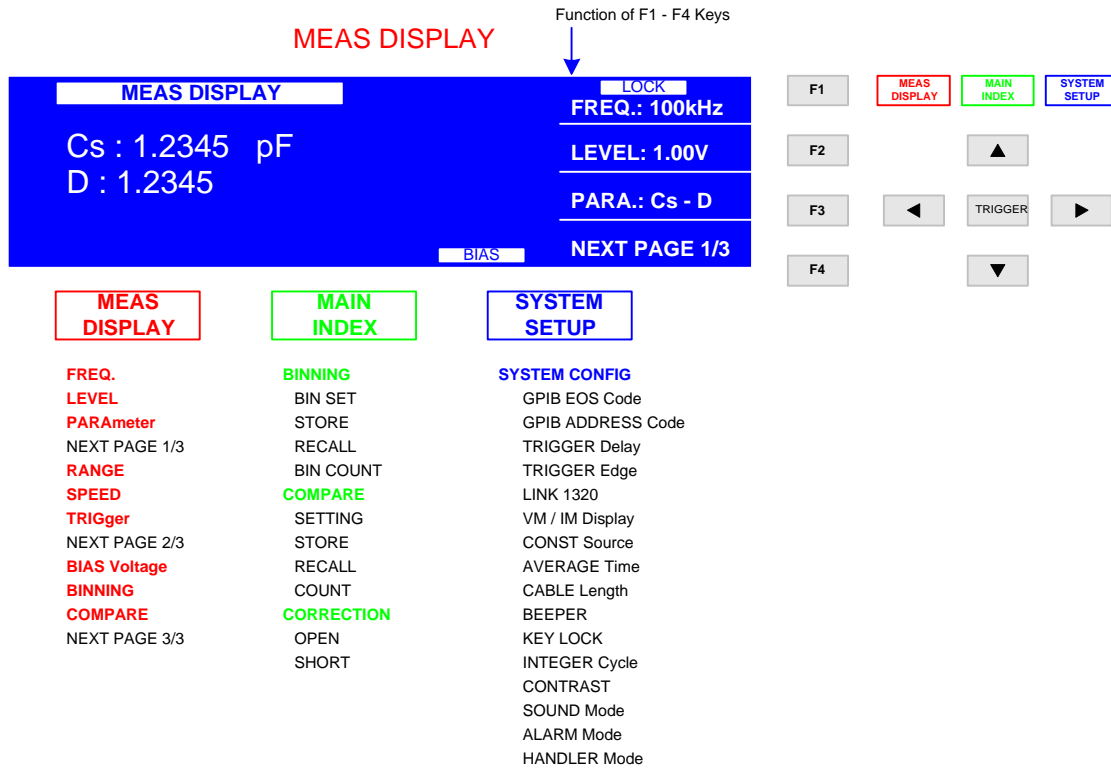 Function of F1 - F4 Keys
MEAS DISPLAY
MEAS DISPLAY
Cs : 1.2345 pF
D : 1.2345
BIAS
LOCK
FREQ.: 100kHz
LEVEL: 1.00V
PARA.: Cs - D
NEXT PAGE 1/3
F1
MEAS
DISPLAY
MAIN
INDEX
SYSTEM
SETUP
F2
▲
F3
◀
TRIGGER
▶
F4
▼
MEAS
DISPLAY
FREQ.
LEVEL
PARAmeter
NEXT PAGE 1/3
RANGE
SPEED
TRIGger
NEXT PAGE 2/3
BIAS Voltage
BINNING
COMPARE
NEXT PAGE 3/3
MAIN
INDEX
BINNING
BIN SET
STORE
RECALL
BIN COUNT
COMPARE
SETTING
STORE
RECALL
COUNT
CORRECTION
OPEN
SHORT
SYSTEM
SETUP
SYSTEM CONFIG
GPIB EOS Code
GPIB ADDRESS Code
TRIGGER Delay
TRIGGER Edge
LINK 1320
VM / IM Display
CONST Source
AVERAGE Time
CABLE Length
BEEPER
KEY LOCK
INTEGER Cycle
CONTRAST
SOUND Mode
ALARM Mode
HANDLER Mode